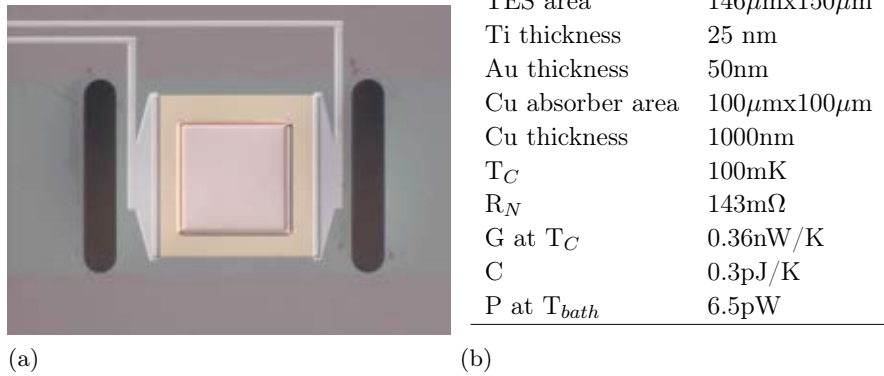 TES area 146μmx150μm
Ti thickness 25 nm
Au thickness 50nm
Cu absorber area 100μmx100μm
Cu thickness 1000nm
T_C 100mK
R_N 143mΩ
G at T_C 0.36nW/K
C 0.3pJ/K
P at T_bath 6.5pW
(a) (b)